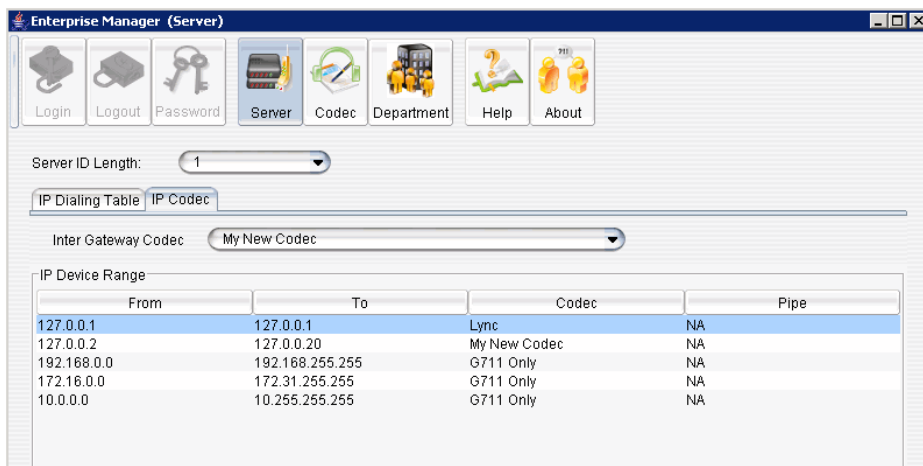 Enterprise Manager (Server)
?!!
Login Logout Password Server Codec Department Help About
Server ID Length: 1
IP Dialing Table IP Codec
Inter Gateway Codec My New Codec
IP Device Range
From To Codec Pipe
127.0.0.1 127.0.0.1 Lync NA
127.0.0.2 127.0.0.20 My New Codec NA
192.168.0.0 192.168.255.255 G711 Only NA
172.16.0.0 172.31.255.255 G711 Only NA
10.0.0.0 10.255.255.255 G711 Only NA